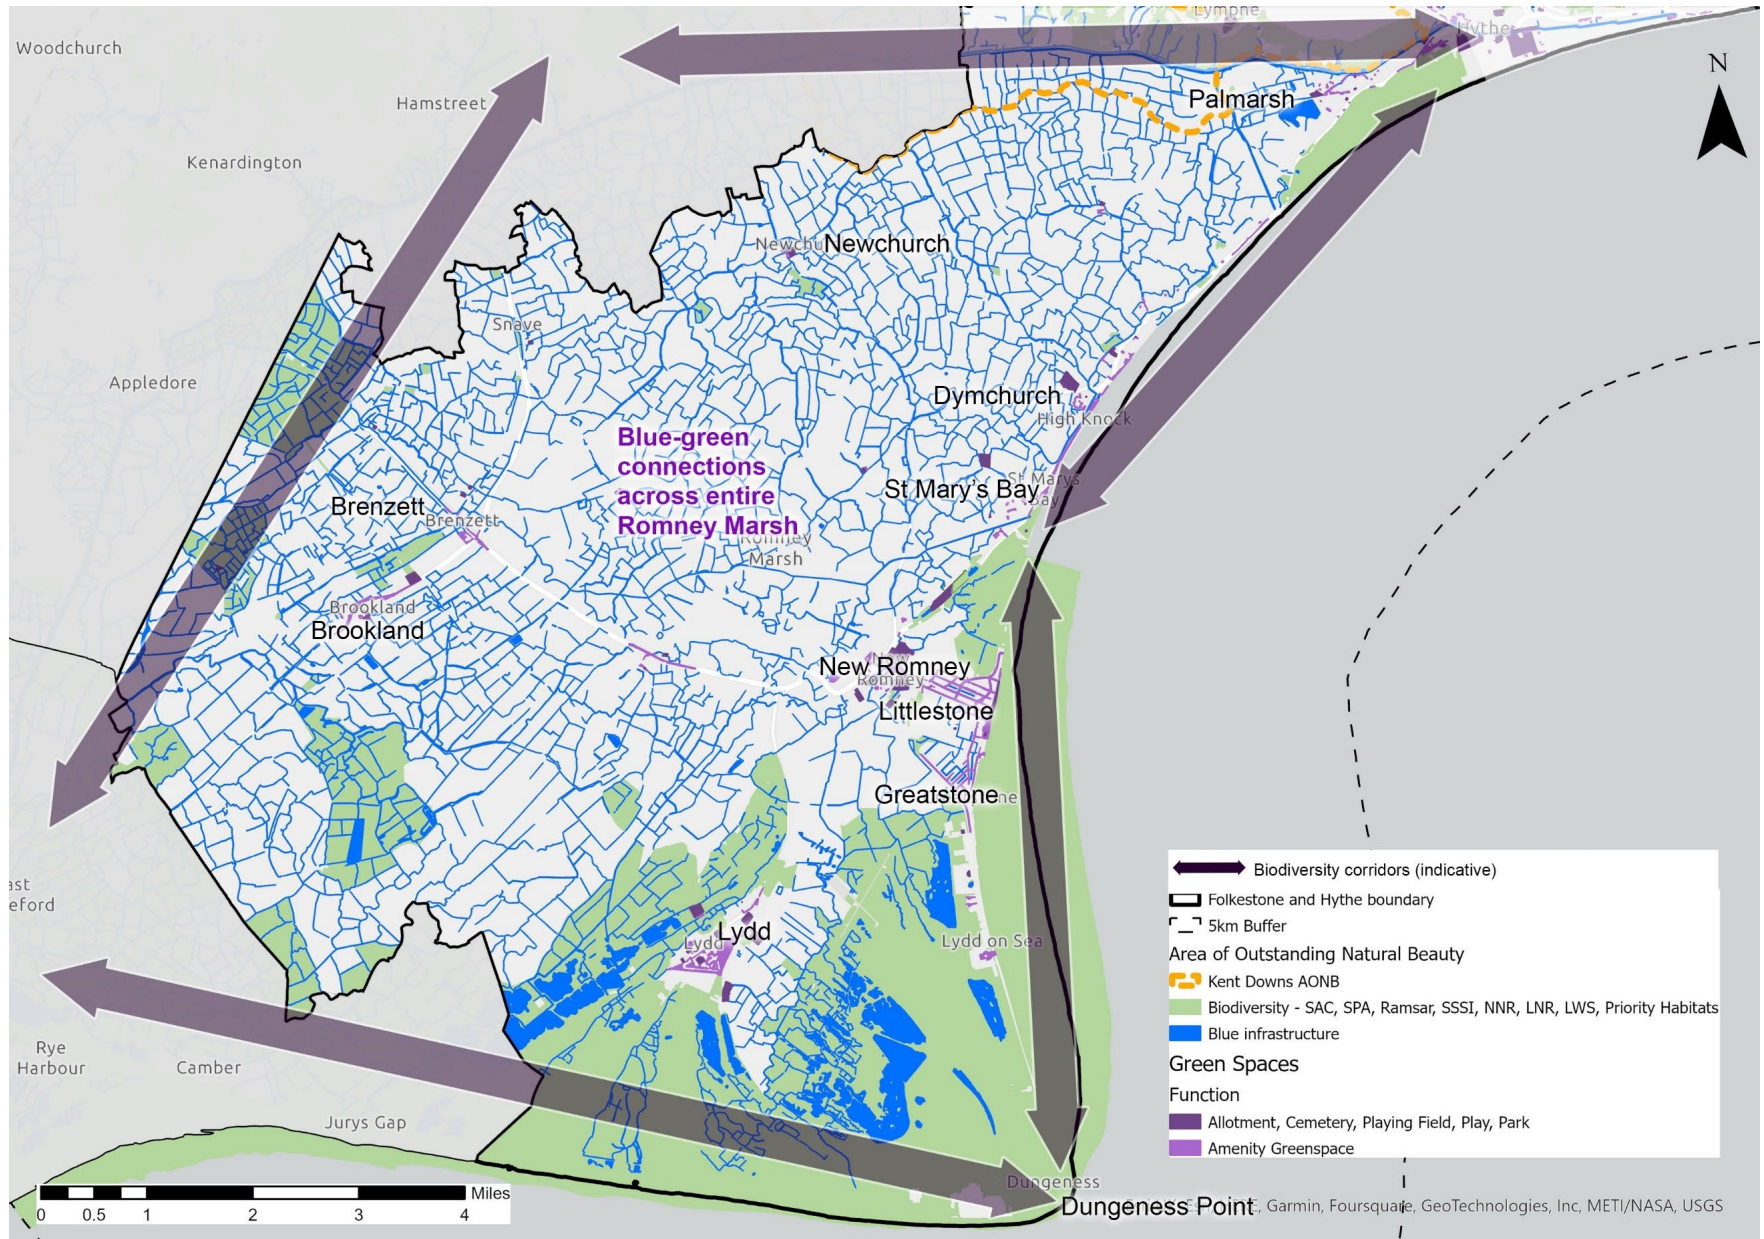 Woodchurch
Lympne
Hythe
N
Hamstreet
Palmarsh
Kenardington
Newchu
Newchurch
Snave
Appledore
Dymchurch
High Knock
Blue-green
connections
across entire
Romney Marsh
St Mary's Bay
St Marys
Bay
Brenzett
Brenzett
Romney
Marsh
Brookland
Brookland
New Romney
New
Romney
Littlestone
Greatstone
ne
ast
eford
Lydd
Lydd
Lydd on Sea
Rye
Harbour
Camber
Jurys Gap
Dungeness
Dungeness Point
Biodiversity corridors (indicative)
Folkestone and Hythe boundary
5km Buffer
Area of Outstanding Natural Beauty
Kent Downs AONB
Biodiversity - SAC, SPA, Ramsar, SSSI, NNR, LNR, LWS, Priority Habitats
Blue infrastructure
Green Spaces
Function
Allotment, Cemetery, Playing Field, Play, Park
Amenity Greenspace
Miles
0 0.5 1 2 3 4
Garmin, Foursquare, GeoTechnologies, Inc, METI/NASA, USGS